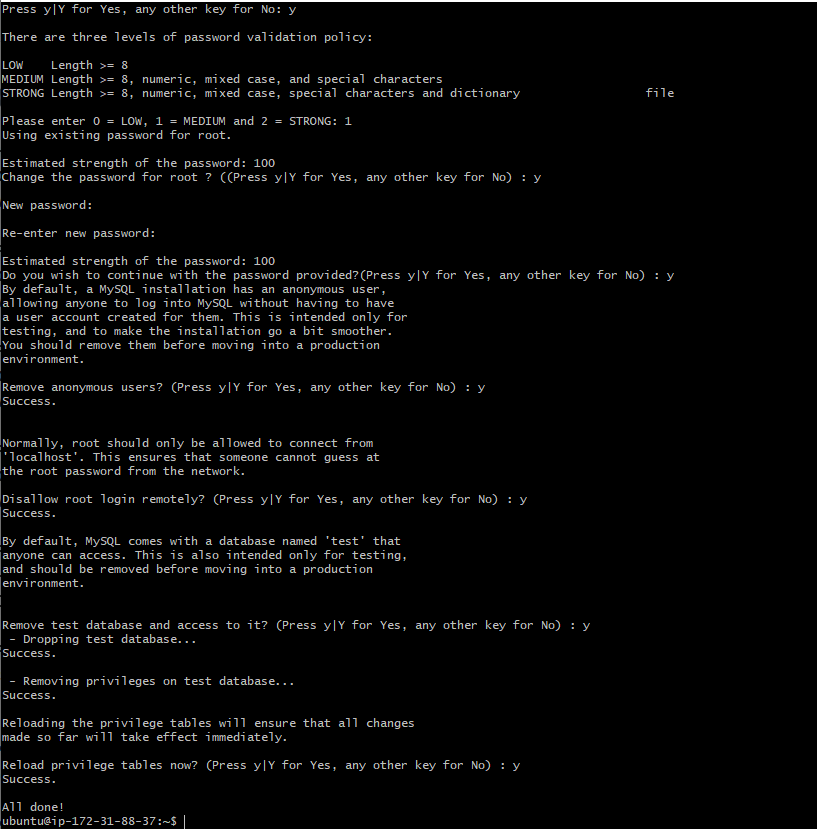 Press y|Y for Yes, any other key for No: y
There are three levels of password validation policy:
LOW    Length >= 8
MEDIUM Length >= 8, numeric, mixed case, and special characters
STRONG Length >= 8, numeric, mixed case, special characters and dictionary                  file
Please enter 0 = LOW, 1 = MEDIUM and 2 = STRONG: 1
Using existing password for root.
Estimated strength of the password: 100
Change the password for root ? ((Press y|Y for Yes, any other key for No) : y
New password:
Re-enter new password:
Estimated strength of the password: 100
Do you wish to continue with the password provided?(Press y|Y for Yes, any other key for No) : y
By default, a MySQL installation has an anonymous user,
allowing anyone to log into MySQL without having to have
a user account created for them. This is intended only for
testing, and to make the installation go a bit smoother.
You should remove them before moving into a production
environment.
Remove anonymous users? (Press y|Y for Yes, any other key for No) : y
Success.
Normally, root should only be allowed to connect from
'localhost'. This ensures that someone cannot guess at
the root password from the network.
Disallow root login remotely? (Press y|Y for Yes, any other key for No) : y
Success.
By default, MySQL comes with a database named 'test' that
anyone can access. This is also intended only for testing,
and should be removed before moving into a production
environment.
Remove test database and access to it? (Press y|Y for Yes, any other key for No) : y
 - Dropping test database...
Success.
 - Removing privileges on test database...
Success.
Reloading the privilege tables will ensure that all changes
made so far will take effect immediately.
Reload privilege tables now? (Press y|Y for Yes, any other key for No) : y
Success.
All done!
ubuntu@ip-172-31-88-37:~$